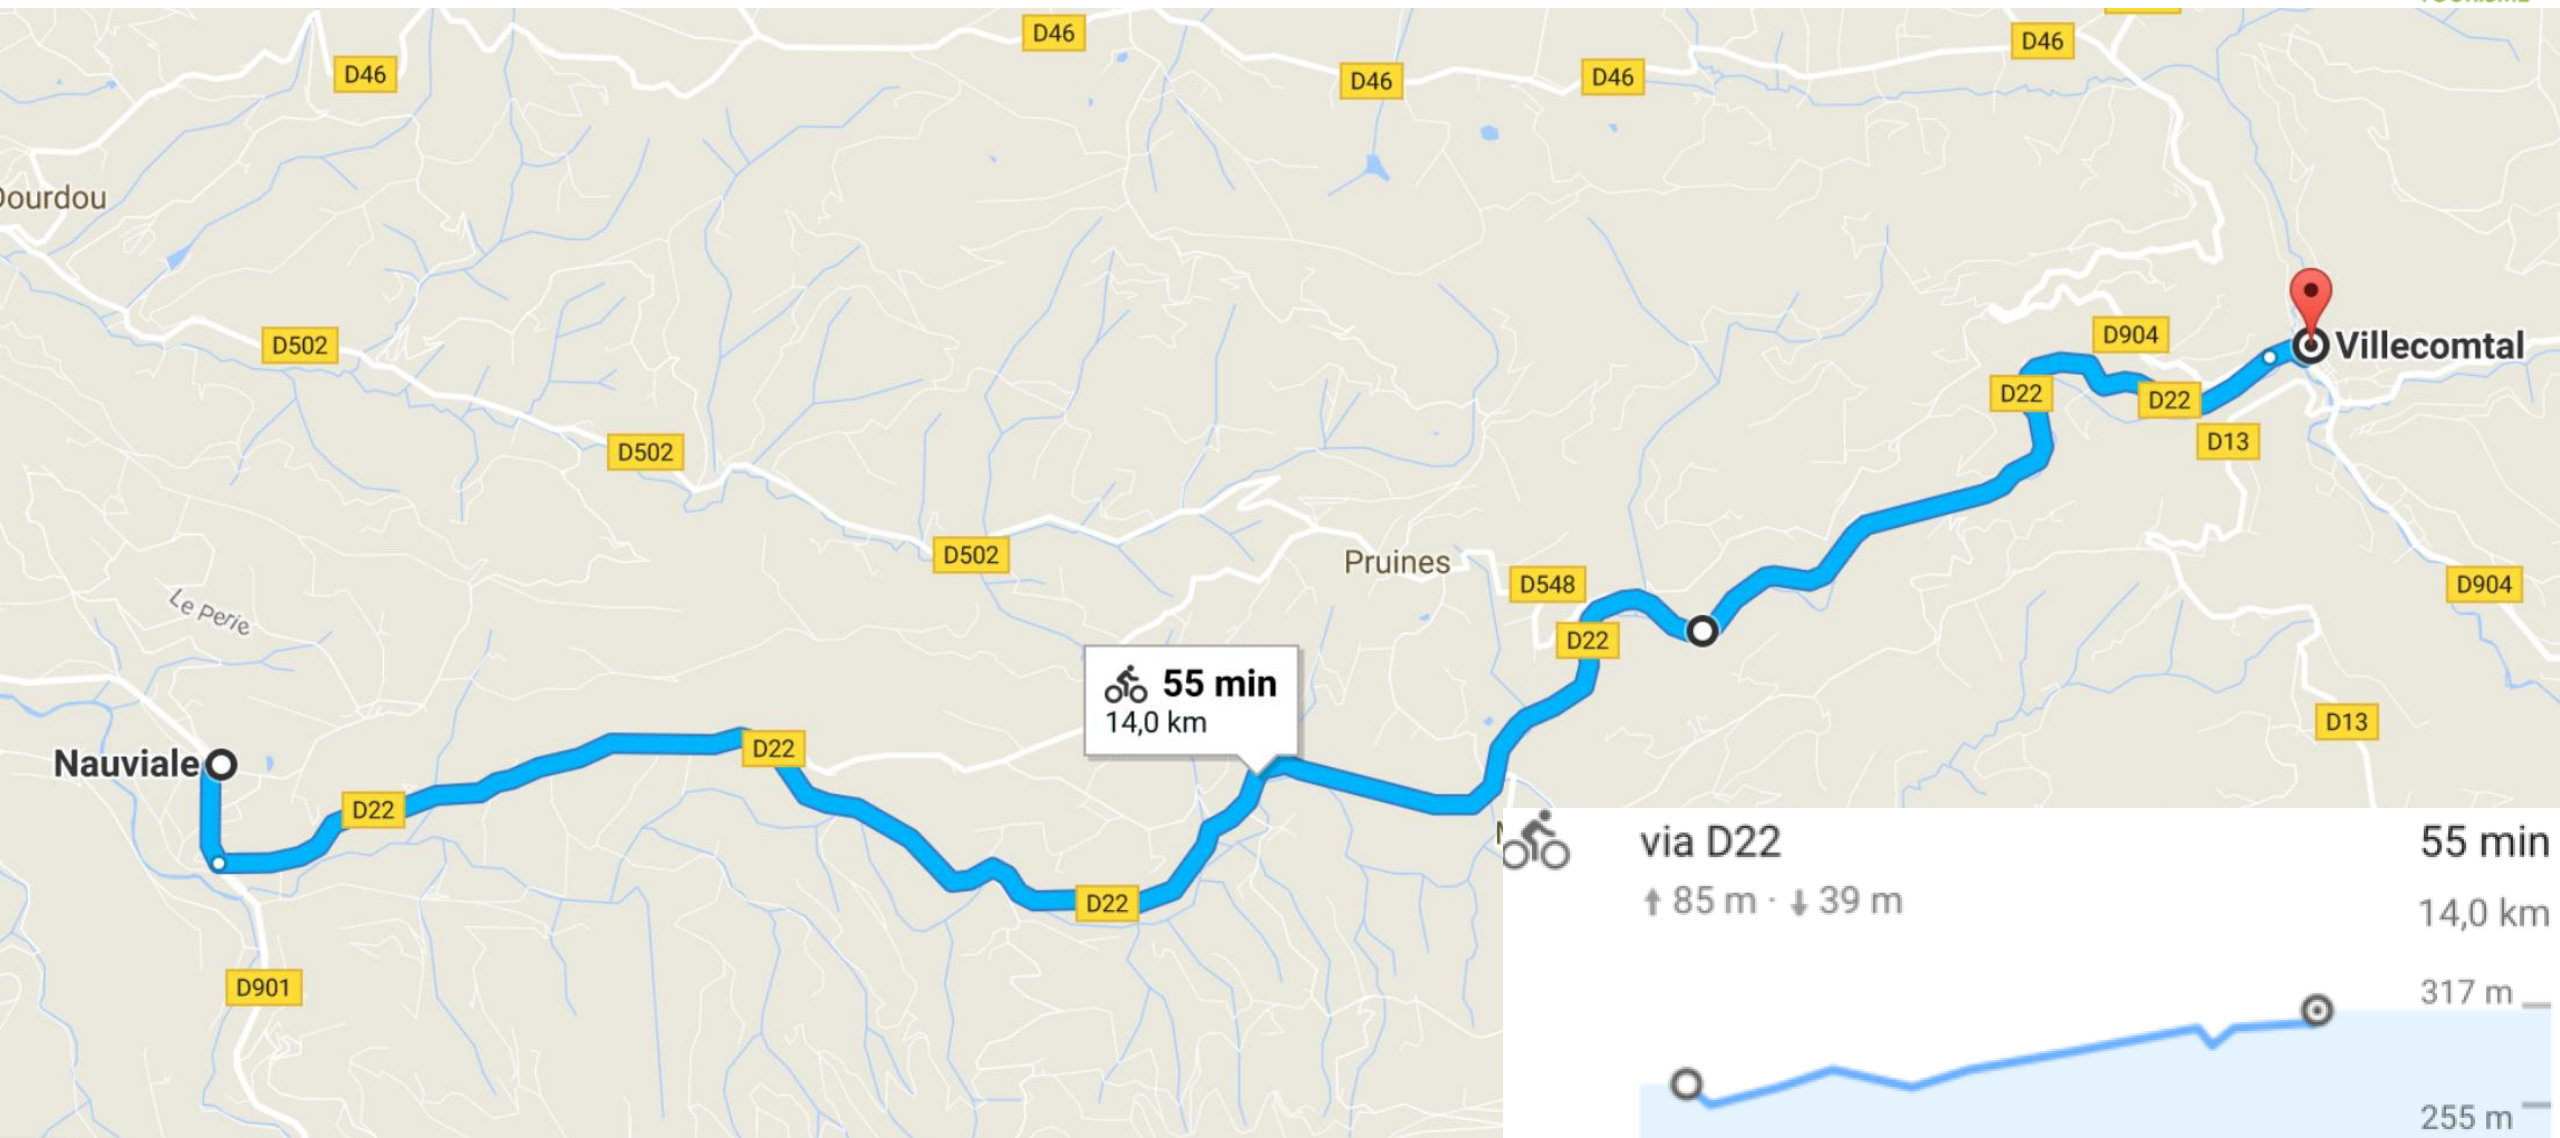 TOURISME
D46
D46
D46
D46
D46
Dourdou
D904
D502
Villecomtal
D22
D22
D13
D502
D502
Pruines
D548
D904
Le Perie
D22
55 min
14,0 km
D13
D22
Nauviale
D22
via D22
55 min
85 m · 39 m
14,0 km
D22
D901
317 m
255 m